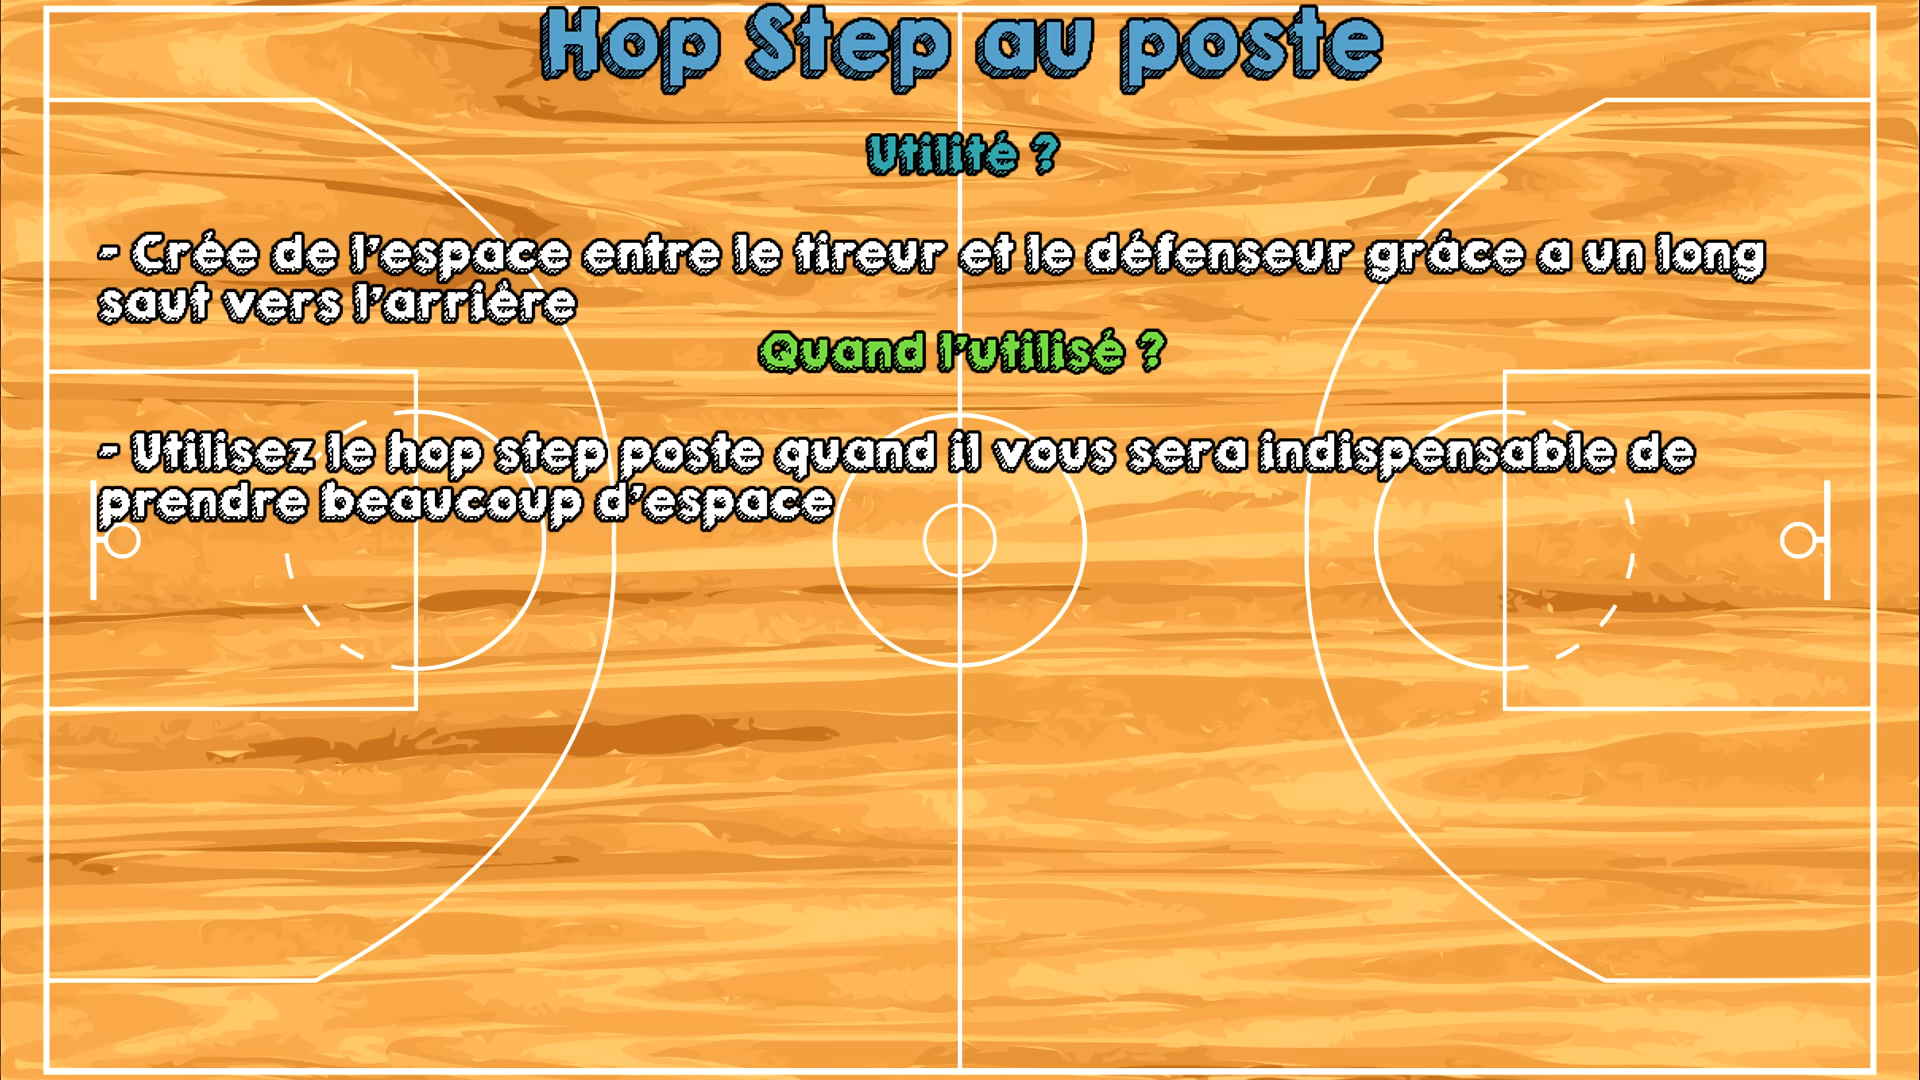 Hop Step au poste
Utilité ?
- Crée de l'espace entre le tireur et le défenseur grâce a un long
saut vers l'arrière
Quand l'utilisé ?
- Utilisez le hop step poste quand il vous sera indispensable de
prendre beaucoup d'espace